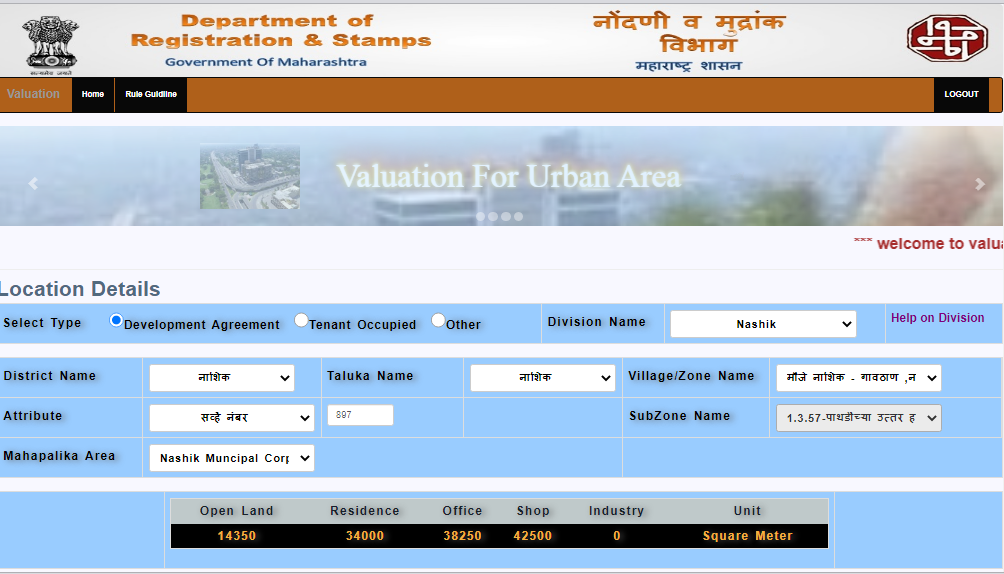 Department of
Registration & Stamps
Government Of Maharashtra
नोंदणी व मुद्रांक
विभाग
महाराष्ट्र शासन
सत्यमेव जयते
Valuation Home Rule Guidline LOGOUT
Valuation For Urban Area
*** welcome to valua
Location Details
Select Type Development Agreement Tenant Occupied Other Division Name Nashik Help on Division
District Name नाशिक Taluka Name नाशिक Village/Zone Name मौजे नाशिक - गावठाण ,न
Attribute सर्व्हे नंबर 897 SubZone Name 1.3.57-पाथर्डीच्या उत्तर ह
Mahapalika Area Nashik Muncipal Corp
Open Land Residence Office Shop Industry Unit
14350 34000 38250 42500 0 Square Meter